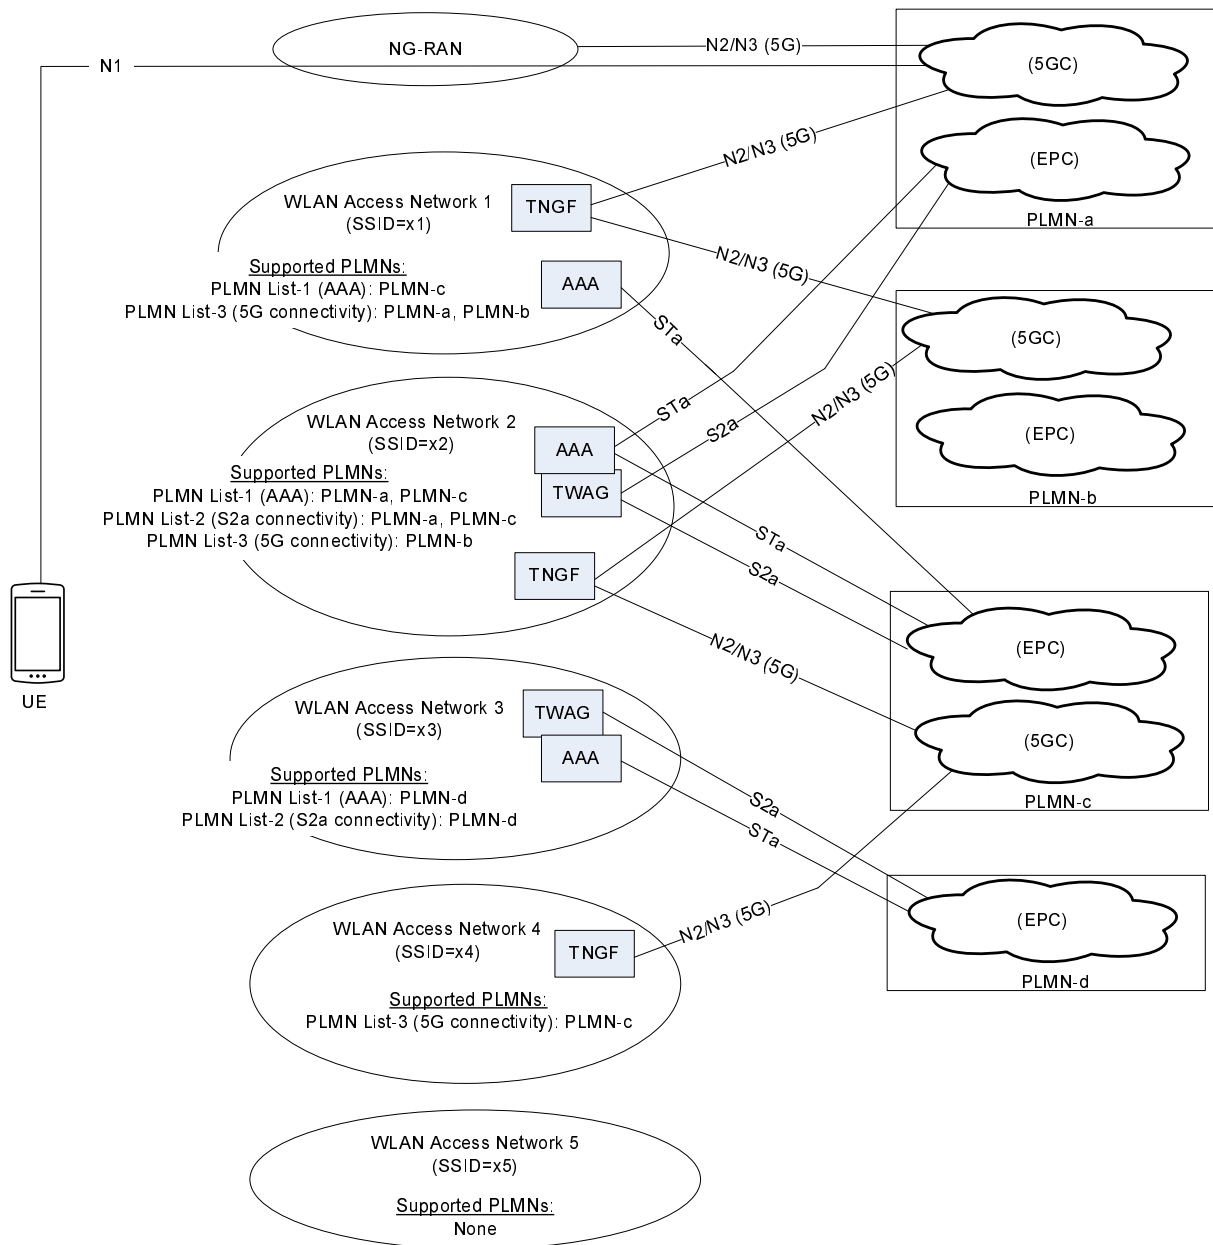 NG-RAN
N2/N3 (5G)
(5GC)
N1
(EPC)
PLMN-a
N2/N3 (5G)
WLAN Access Network 1
(SSID=x1)
TNGF
N2/N3 (5G)
Supported PLMNs:
PLMN List-1 (AAA): PLMN-c
PLMN List-3 (5G connectivity): PLMN-a, PLMN-b
AAA
STa
(5GC)
(EPC)
PLMN-b
N2/N3 (5G)
STa
S2a
WLAN Access Network 2
(SSID=x2)
AAA
TWAG
Supported PLMNs:
PLMN List-1 (AAA): PLMN-a, PLMN-c
PLMN List-2 (S2a connectivity): PLMN-a, PLMN-c
PLMN List-3 (5G connectivity): PLMN-b
STa
S2a
TNGF
N2/N3 (5G)
UE
(EPC)
(5GC)
PLMN-c
WLAN Access Network 3
(SSID=x3)
TWAG
AAA
Supported PLMNs:
PLMN List-1 (AAA): PLMN-d
PLMN List-2 (S2a connectivity): PLMN-d
S2a
STa
(EPC)
PLMN-d
N2/N3 (5G)
WLAN Access Network 4
(SSID=x4)
TNGF
Supported PLMNs:
PLMN List-3 (5G connectivity): PLMN-c
WLAN Access Network 5
(SSID=x5)
Supported PLMNs:
None